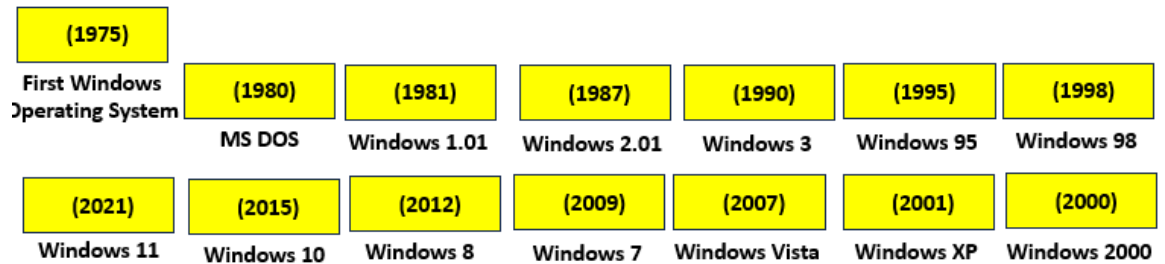 (1975)
First Windows
Operating System
(1980)
MS DOS
(1981)
Windows 1.01
(1987)
Windows 2.01
(1990)
Windows 3
(1995)
Windows 95
(1998)
Windows 98
(2021)
Windows 11
(2015)
Windows 10
(2012)
Windows 8
(2009)
Windows 7
(2007)
Windows Vista
(2001)
Windows XP
(2000)
Windows 2000